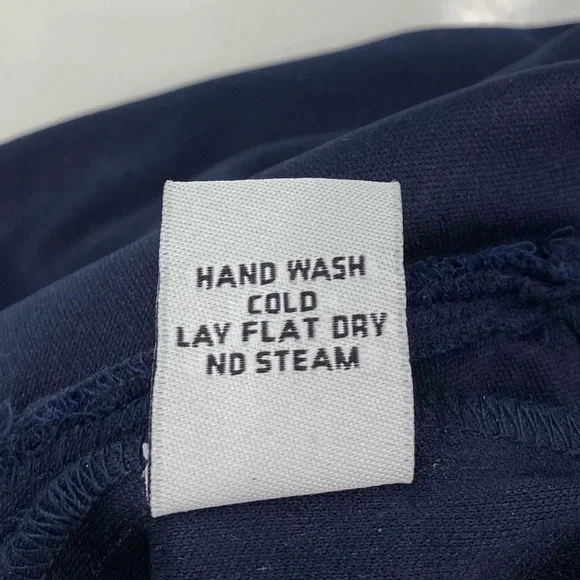 HAND WASH
COLD
LAY FLAT DRY
NO STEAM